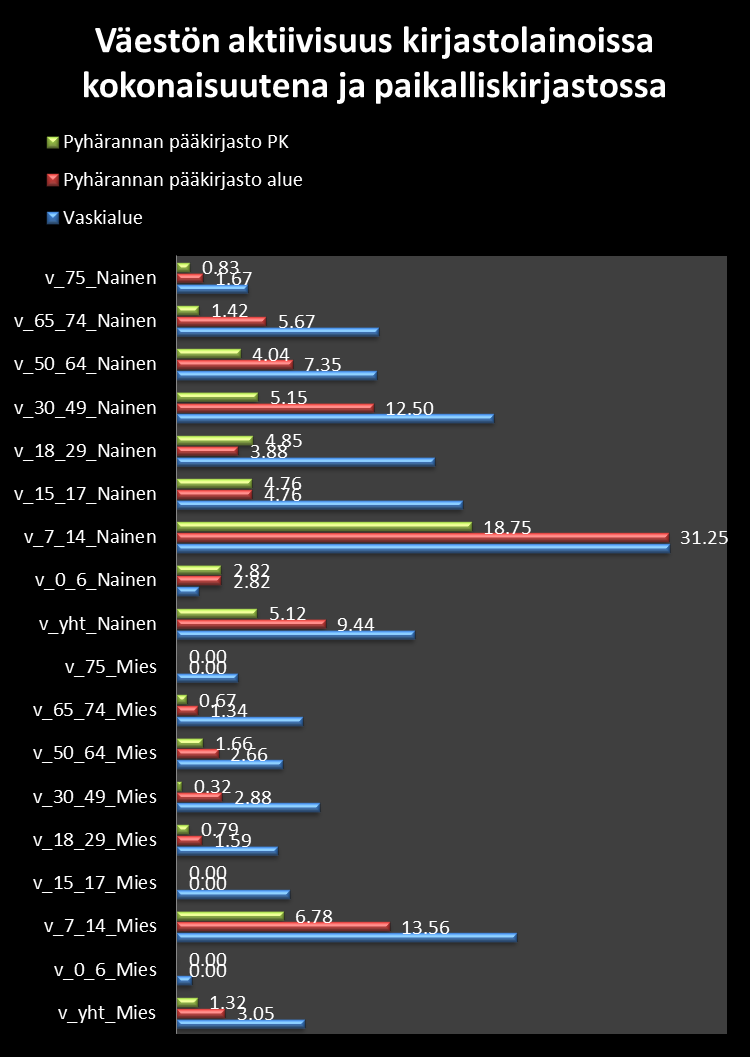 Väestön aktiivisuus kirjastolainoissa
kokonaisuutena ja paikalliskirjastossa
Pyhärannan pääkirjasto PK
Pyhärannan pääkirjasto alue
Vaskialue
v_75_Nainen
0.83
1.67
v_65_74_Nainen
1.42
5.67
v_50_64_Nainen
4.04
7.35
v_30_49_Nainen
5.15
12.50
v_18_29_Nainen
4.85
3.88
v_15_17_Nainen
4.76
4.76
v_7_14_Nainen
18.75
31.25
v_0_6_Nainen
2.82
2.82
v_yht_Nainen
5.12
9.44
v_75_Mies
0.00
0.00
v_65_74_Mies
0.67
1.34
v_50_64_Mies
1.66
2.66
v_30_49_Mies
0.32
2.88
v_18_29_Mies
0.79
1.59
v_15_17_Mies
0.00
0.00
v_7_14_Mies
6.78
13.56
v_0_6_Mies
0.00
0.00
v_yht_Mies
1.32
3.05